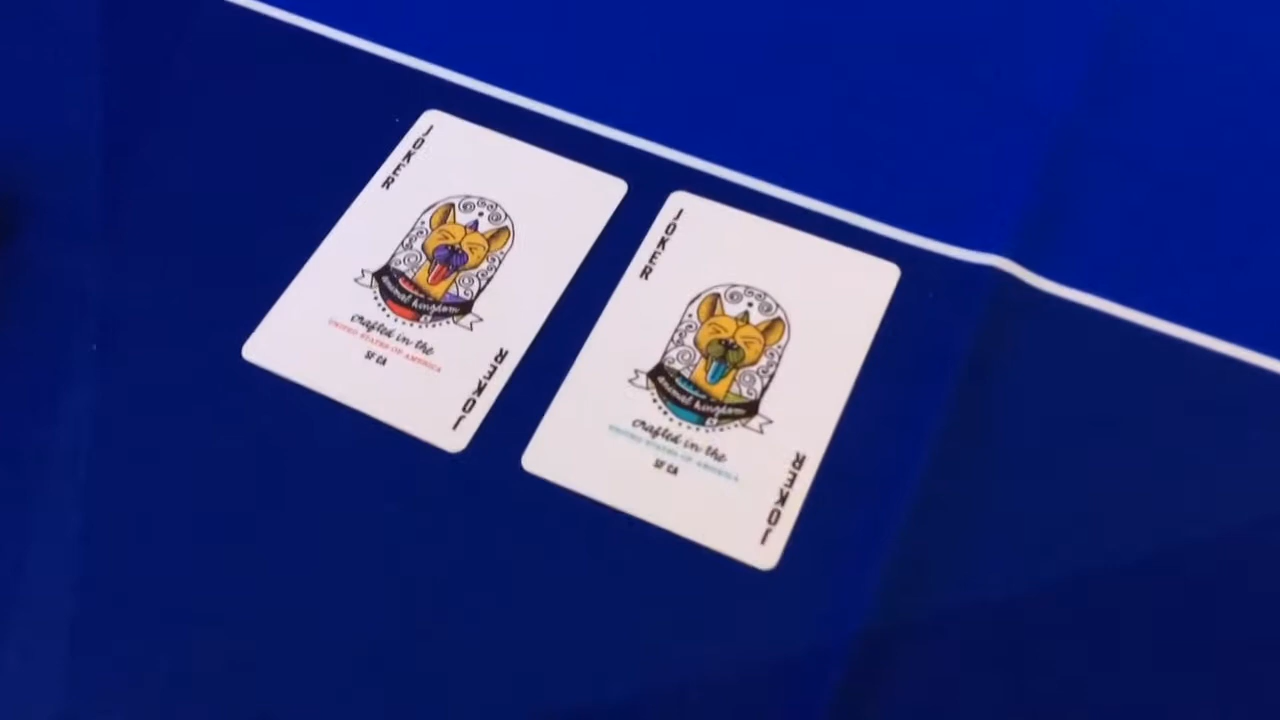 JOKER
animal kingdom
crafted in the
UNITED STATES OF AMERICA
SF CA
JOKER
JOKER
animal kingdom
crafted in the
UNITED STATES OF AMERICA
SF CA
JOKER